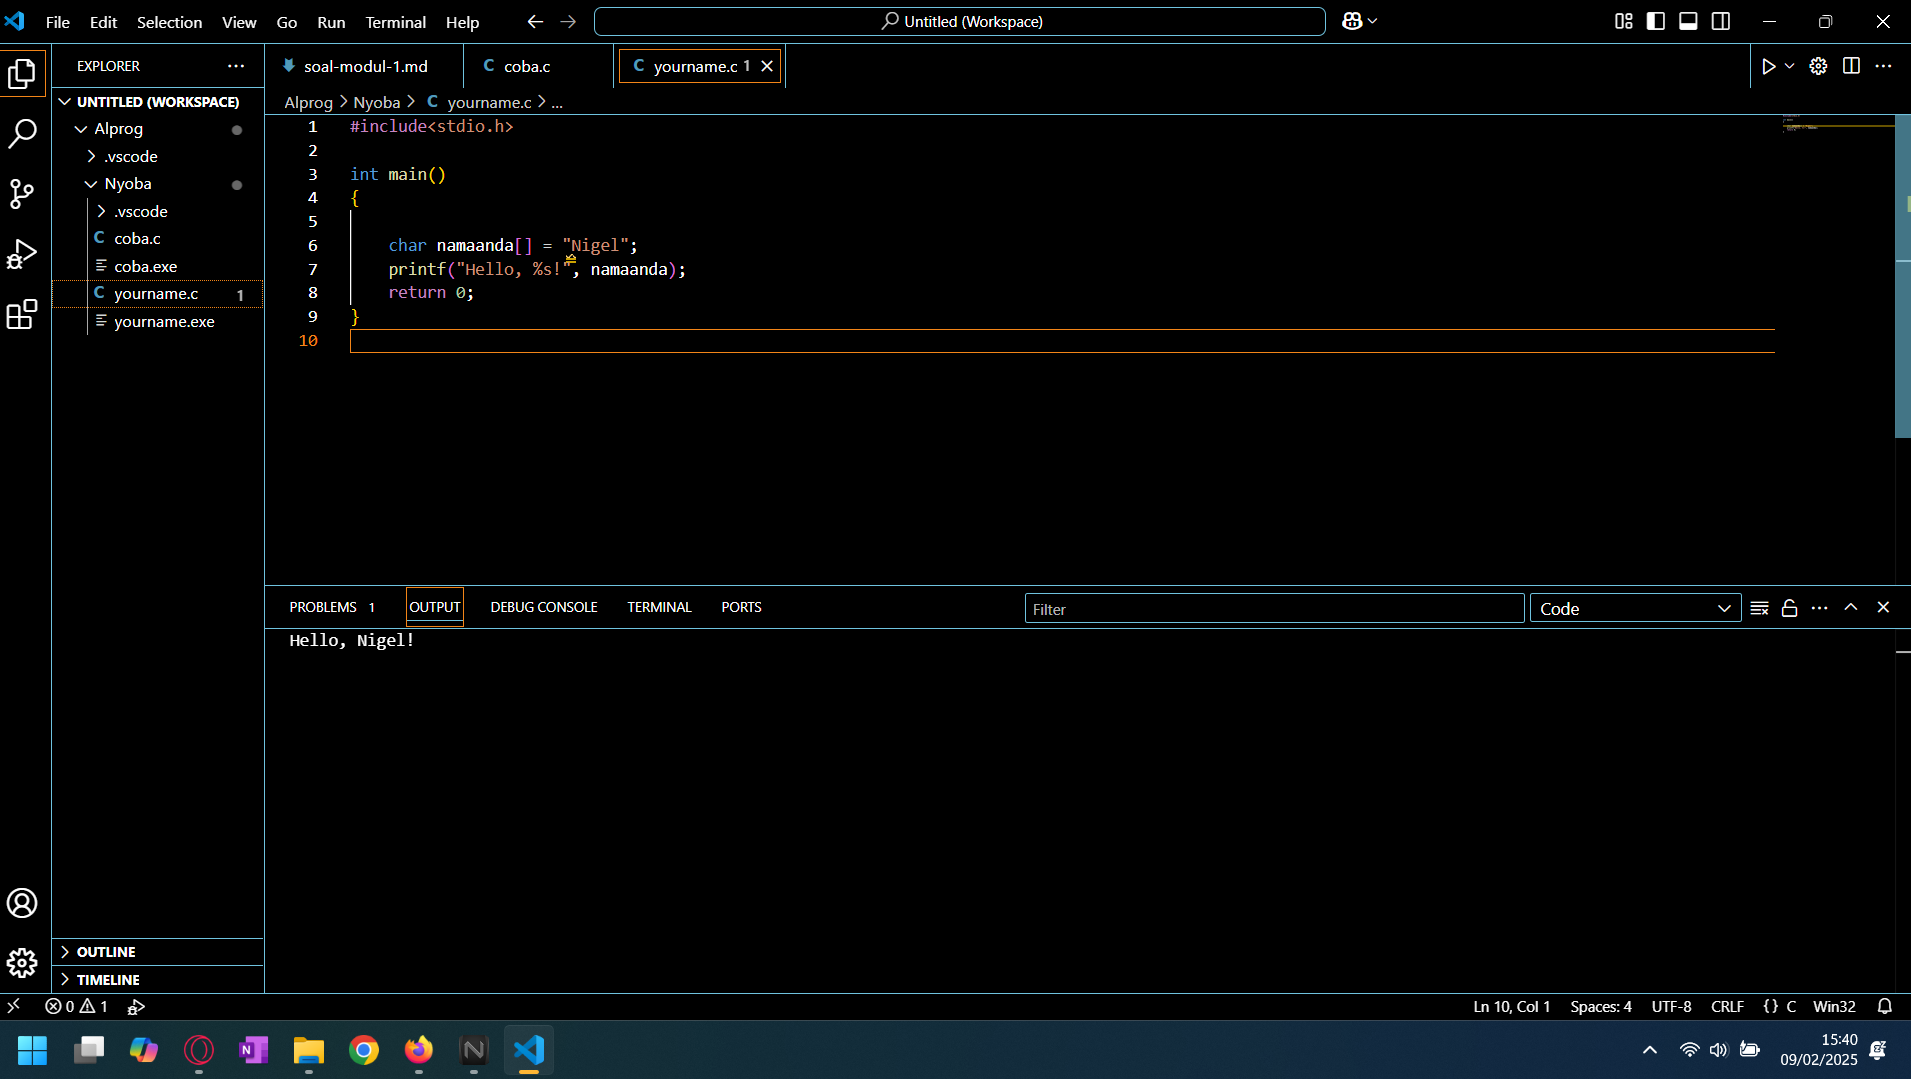 File Edit Selection View Go Run Terminal Help
Untitled (Workspace)
EXPLORER
soal-modul-1.md
C coba.c
C yourname.c 1
UNTITLED (WORKSPACE)
Alprog
.vscode
Nyoba
.vscode
C coba.c
coba.exe
C yourname.c 1
yourname.exe
OUTLINE
TIMELINE
Alprog > Nyoba > C yourname.c > ...
1 #include<stdio.h>
2
3 int main()
4 {
5
6 char namaanda[] = "Nigel";
7 printf("Hello, %s!", namaanda);
8 return 0;
9 }
10
PROBLEMS 1 OUTPUT DEBUG CONSOLE TERMINAL PORTS
Filter
Code
Hello, Nigel!
0 1
Ln 10, Col 1 Spaces: 4 UTF-8 CRLF {} C Win32
15:40
09/02/2025